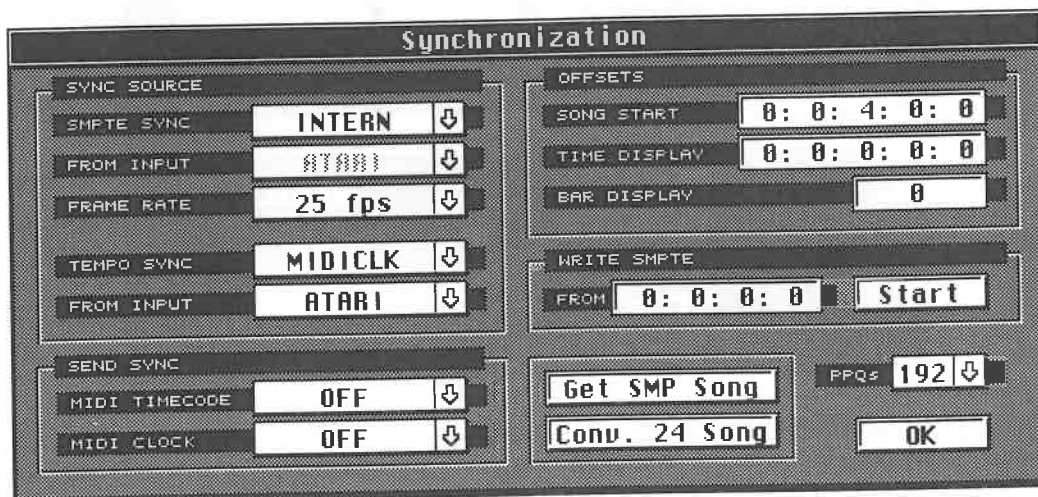 Synchronization
SYNC SOURCE
SMPTE SYNC INTERN
FROM INPUT ATARI
FRAME RATE 25 fps
TEMPO SYNC MIDICLK
FROM INPUT ATARI
SEND SYNC
MIDI TIMECODE OFF
MIDI CLOCK OFF
OFFSETS
SONG START 0: 0: 4: 0: 0
TIME DISPLAY 0: 0: 0: 0: 0
BAR DISPLAY 0
WRITE SMPTE
FROM 0: 0: 0: 0 Start
Get SMP Song
Conv. 24 Song
PPQs 192
OK